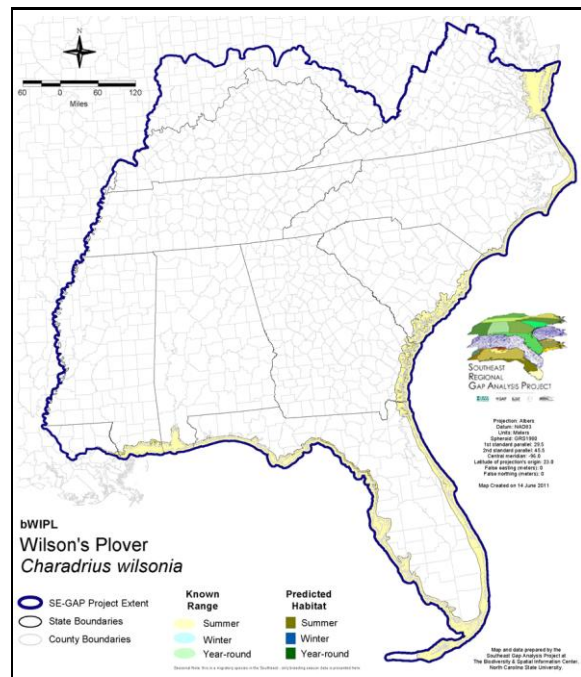 N
60 0 60 120
Miles
SOUTHEAST
REGIONAL
GAP ANALYSIS PROJECT
Projection: Albers
Datum: NAD83
Units: Meters
Spheroid: GRS1980
1st standard parallel: 29.5
2nd standard parallel: 45.5
Central meridian: -96.0
Latitude of projection's origin: 23.0
False easting (meters): 0
False northing (meters): 0
Map Created on 14 June 2011
bWIPL
Wilson's Plover
Charadrius wilsonia
SE-GAP Project Extent
State Boundaries
County Boundaries
Known
Range
Summer
Winter
Year-round
Predicted
Habitat
Summer
Winter
Year-round
Map and data prepared by the
Southeast Gap Analysis Project at
The Biodiversity & Spatial Information Center,
North Carolina State University.